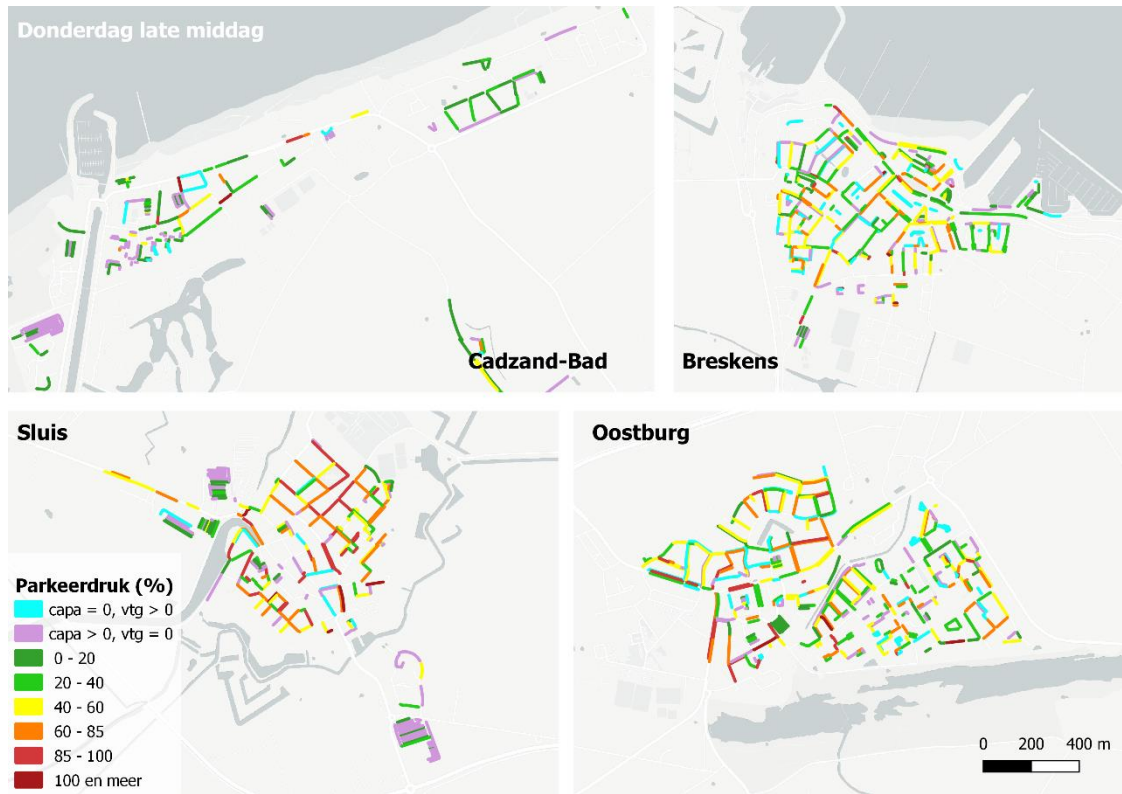 Donderdag late middag
Cadzand-Bad
Breskens
Sluis
Oostburg
Parkeerdruk (%)
capa = 0, vtg > 0
capa > 0, vtg = 0
0 - 20
20 - 40
40 - 60
60 - 85
85 - 100
100 en meer
0 200 400 m